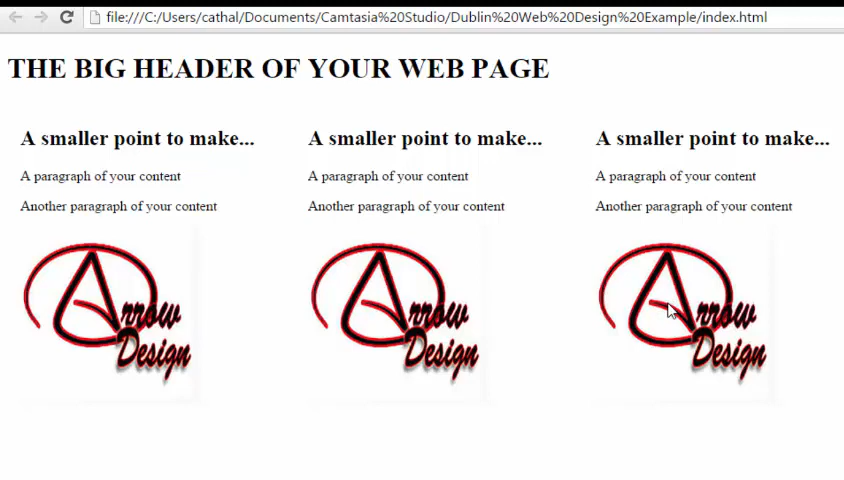 file:///C:/Users/cathal/Documents/Camtasia%20Studio/Dublin%20Web%20Design%20Example/index.html
THE BIG HEADER OF YOUR WEB PAGE
A smaller point to make...
A paragraph of your content
Another paragraph of your content
Arrow
Design
A smaller point to make...
A paragraph of your content
Another paragraph of your content
Arrow
Design
A smaller point to make...
A paragraph of your content
Another paragraph of your content
Arrow
Design